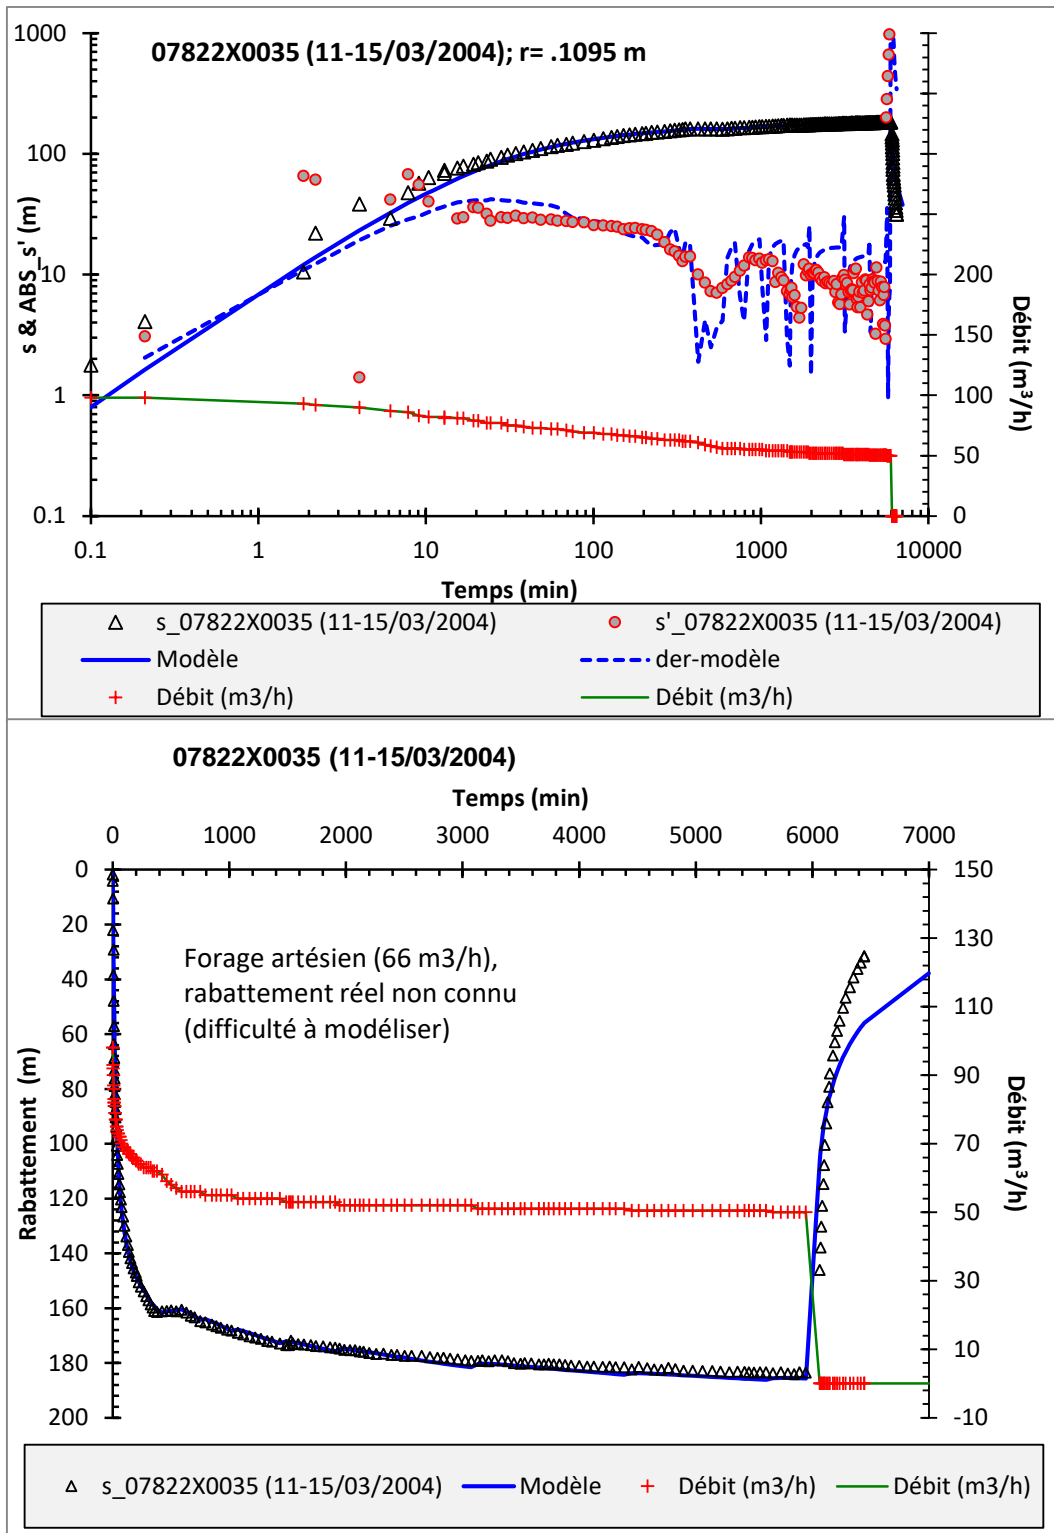 07822X0035 (11-15/03/2004); r= .1095 m
s & ABS_s' (m)
1000
100
10
1
0.1
Débit (m³/h)
200
150
100
50
0
0.1 1 10 100 1000 10000
Temps (min)
s_07822X0035 (11-15/03/2004)
s'_07822X0035 (11-15/03/2004)
Modèle
der-modèle
Débit (m3/h)
Débit (m3/h)
07822X0035 (11-15/03/2004)
Temps (min)
0 1000 2000 3000 4000 5000 6000 7000
Rabattement (m)
0
20
40
60
80
100
120
140
160
180
200
Forage artésien (66 m3/h),
rabattement réel non connu
(difficulté à modéliser)
Débit (m³/h)
150
130
110
90
70
50
30
10
-10
s_07822X0035 (11-15/03/2004)
Modèle
Débit (m3/h)
Débit (m3/h)